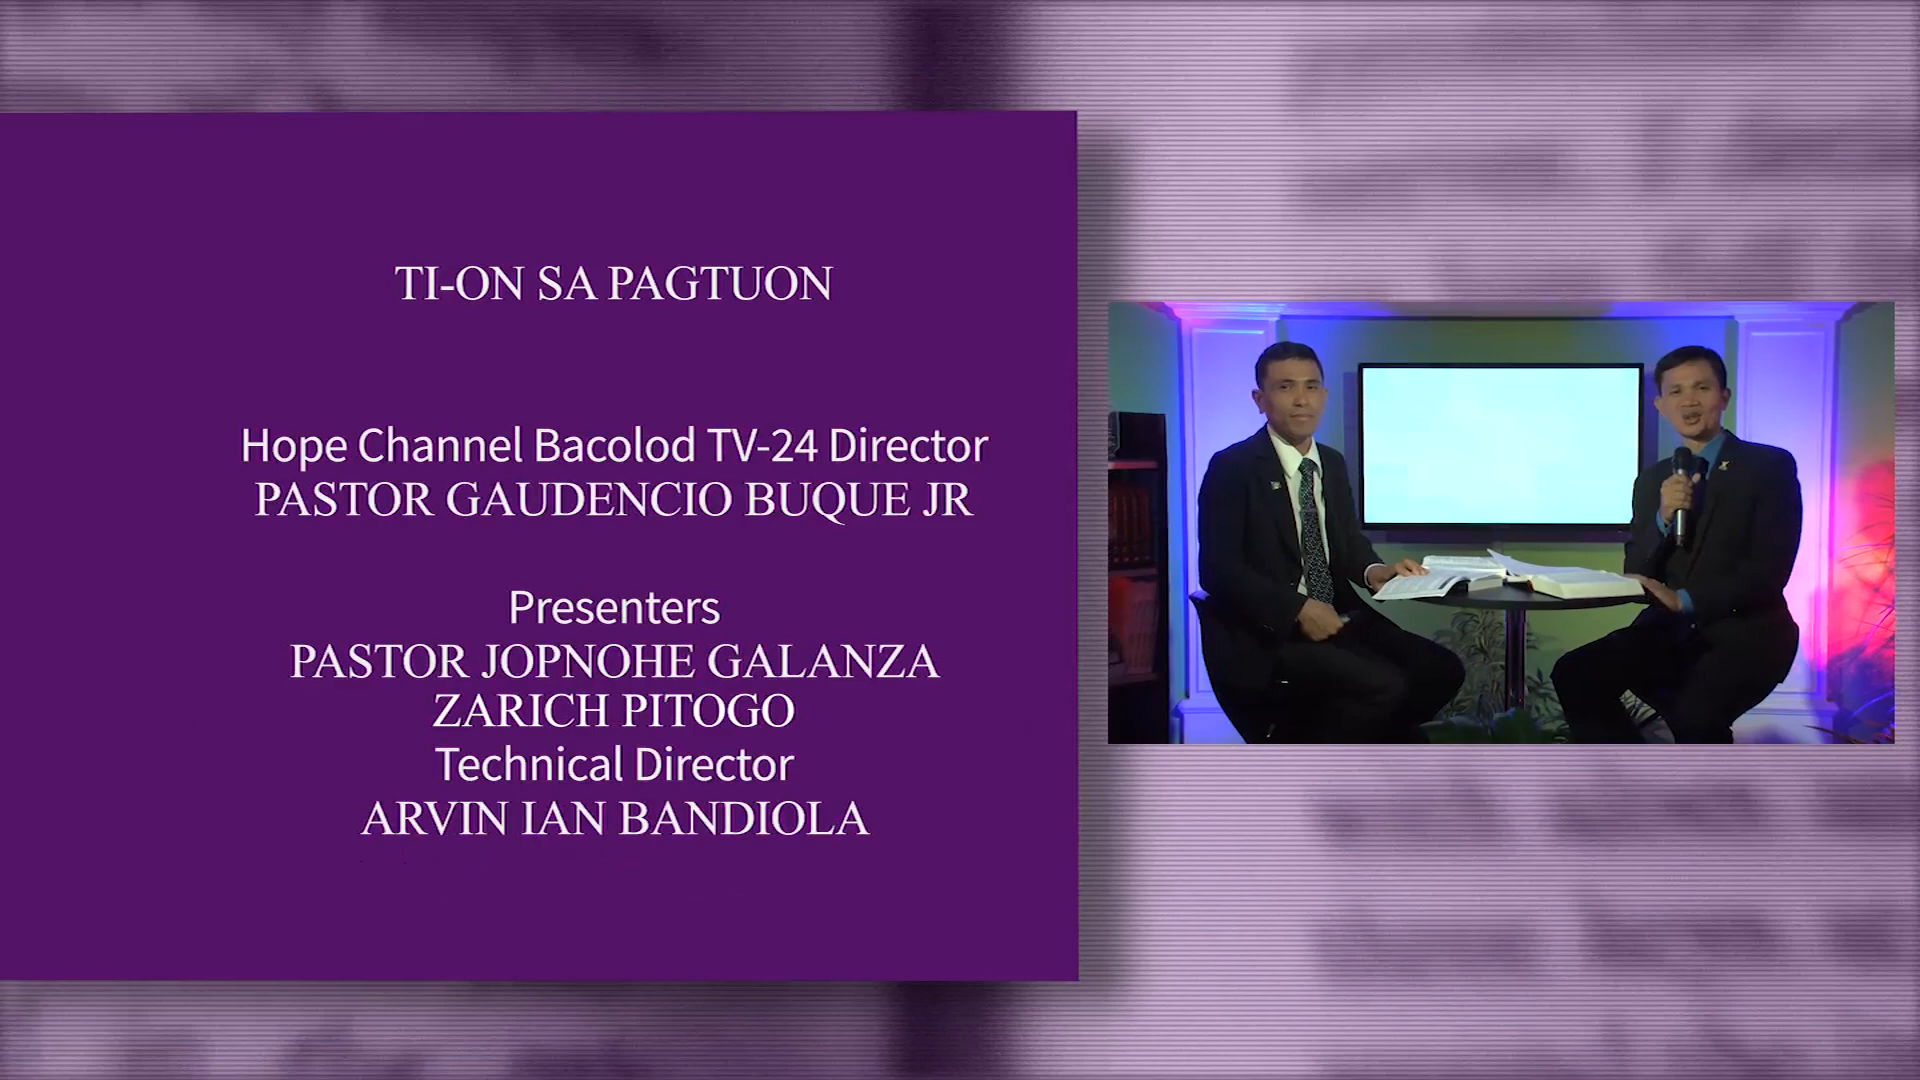 TI-ON SA PAGTUON
Hope Channel Bacolod TV-24 Director
PASTOR GAUDENCIO BUQUE JR
Presenters
PASTOR JOPNOHE GALANZA
ZARICH PITOGO
Technical Director
ARVIN IAN BANDIOLA